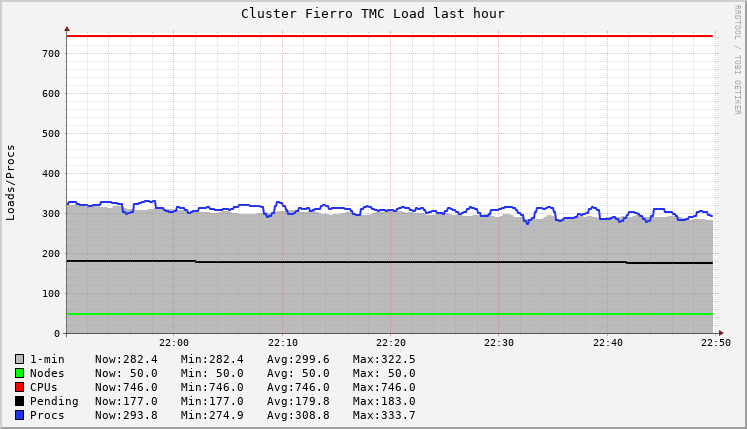 Cluster Fierro TMC Load last hour
RRDTOOL / TOBI OETIKER
Loads/Procs
700
600
500
400
300
200
100
0
22:00 22:10 22:20 22:30 22:40 22:50
1-min Now:282.4 Min:282.4 Avg:299.6 Max:322.5
Nodes Now: 50.0 Min: 50.0 Avg: 50.0 Max: 50.0
CPUs Now:746.0 Min:746.0 Avg:746.0 Max:746.0
Pending Now:177.0 Min:177.0 Avg:179.8 Max:183.0
Procs Now:293.8 Min:274.9 Avg:308.8 Max:333.7